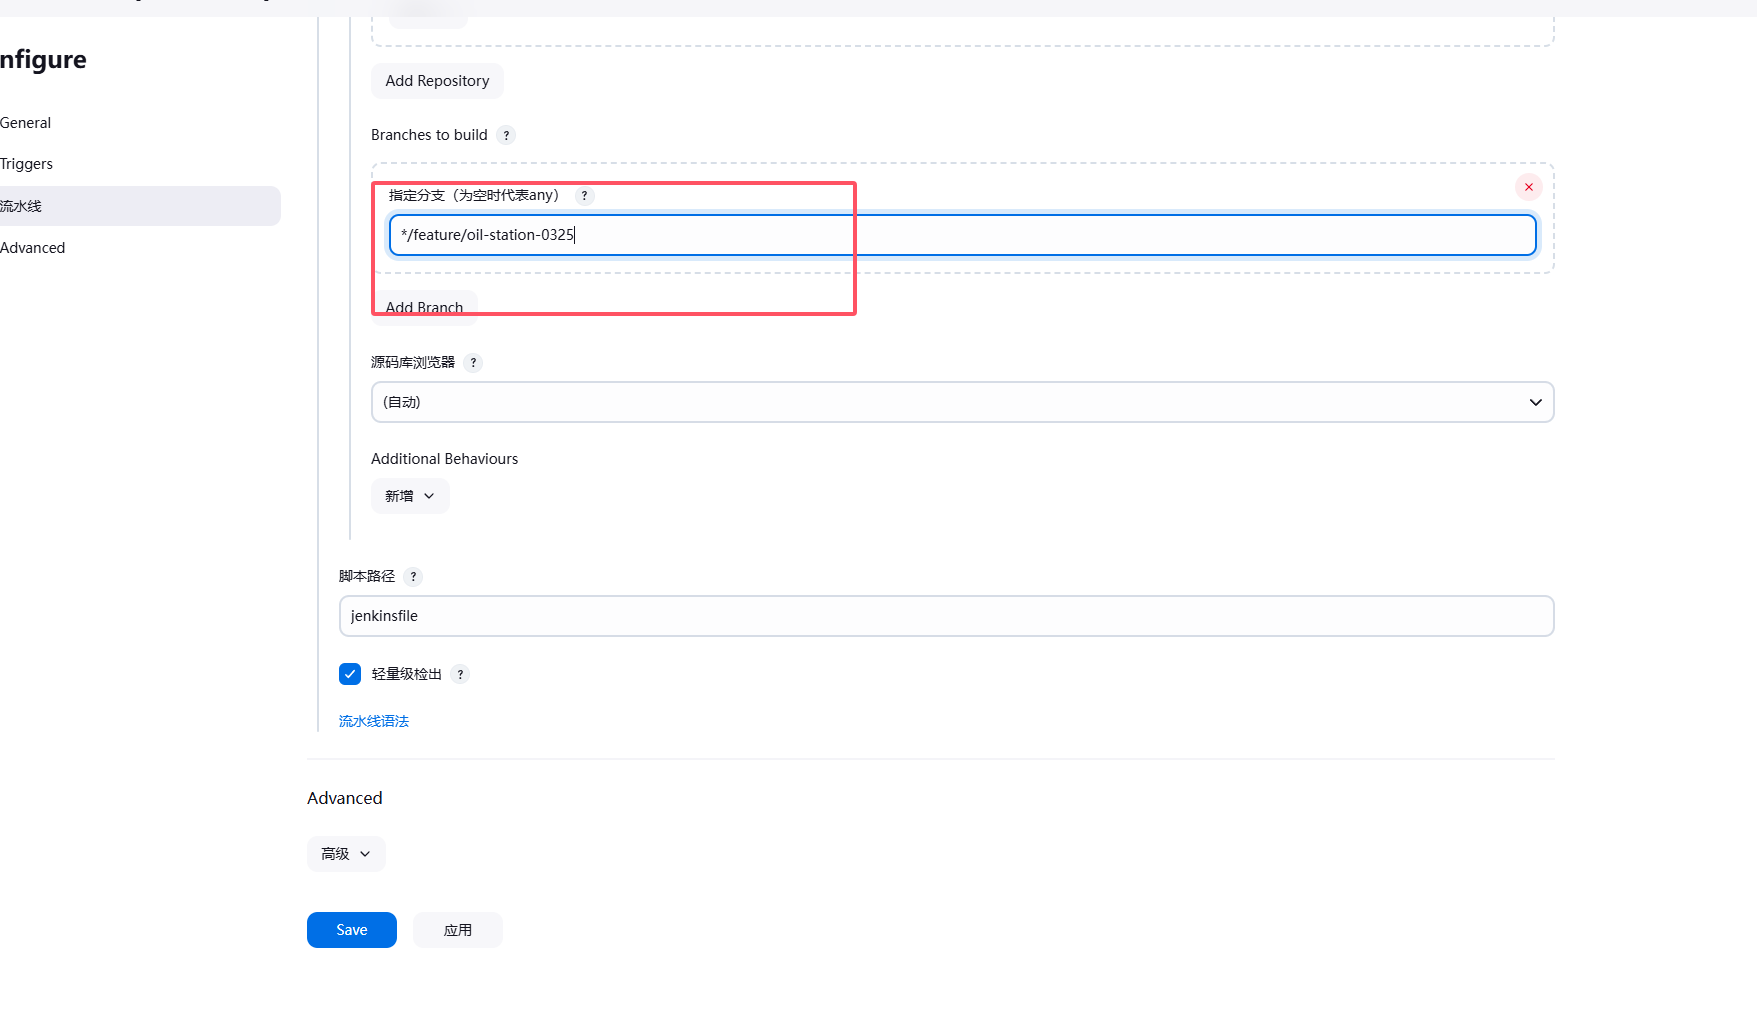 nfigure
General
Triggers
流水线
Advanced
Add Repository
Branches to build ?
指定分支（为空时代表any） ?
*/feature/oil-station-0325
Add Branch
源码库浏览器 ?
(自动)
Additional Behaviours
新增
脚本路径 ?
jenkinsfile
轻量级检出 ?
流水线语法
Advanced
高级
Save
应用